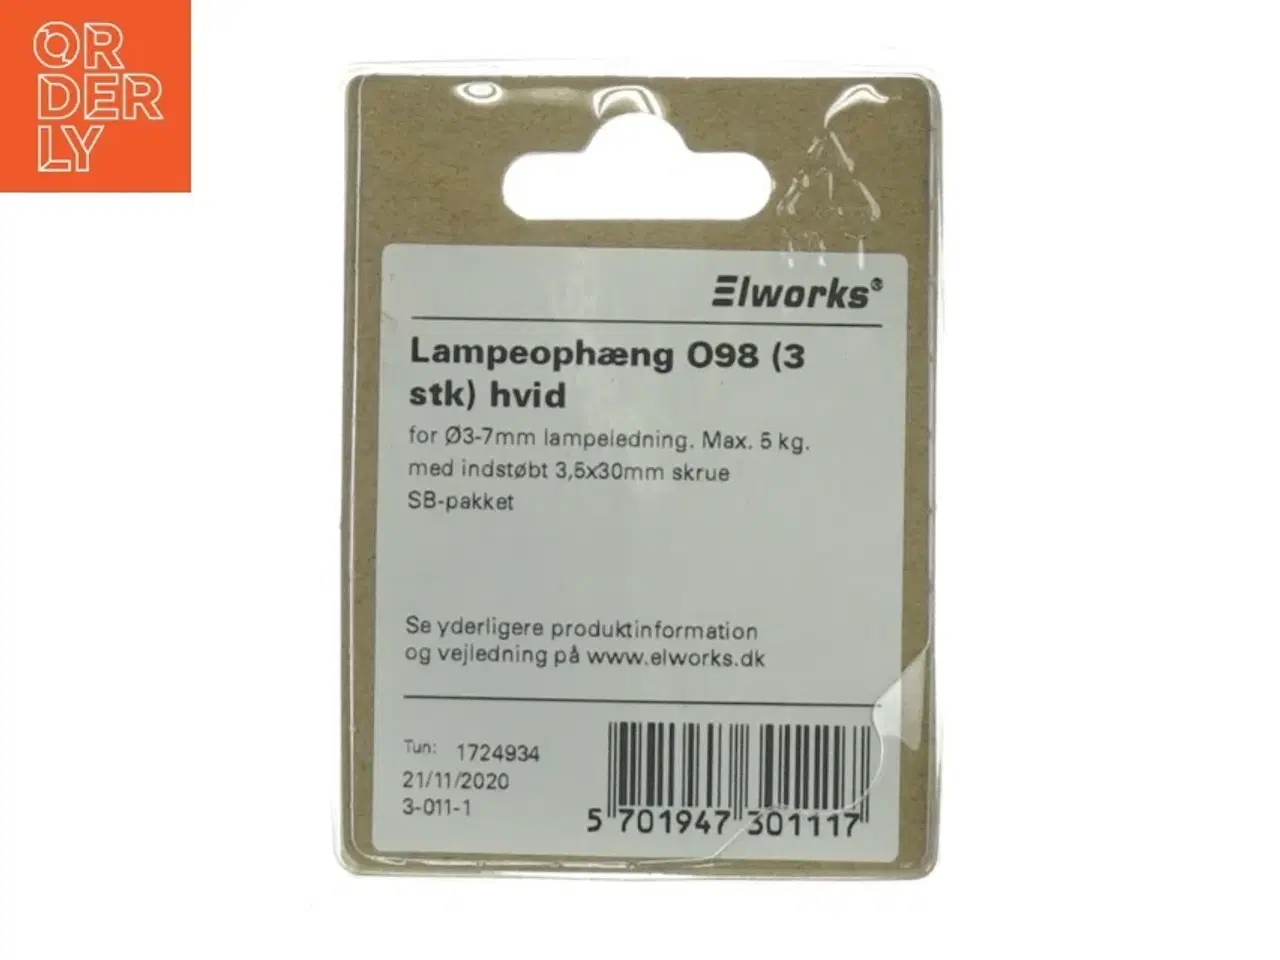 OR
DER
LY
Elworks®
Lampeophæng O98 (3
stk) hvid
for Ø3-7mm lampeledning. Max. 5 kg.
med indstøbt 3,5x30mm skrue
SB-pakket
Se yderligere produktinformation
og vejledning på www.elworks.dk
Tun: 1724934
21/11/2020
3-011-1
5 701947 301117